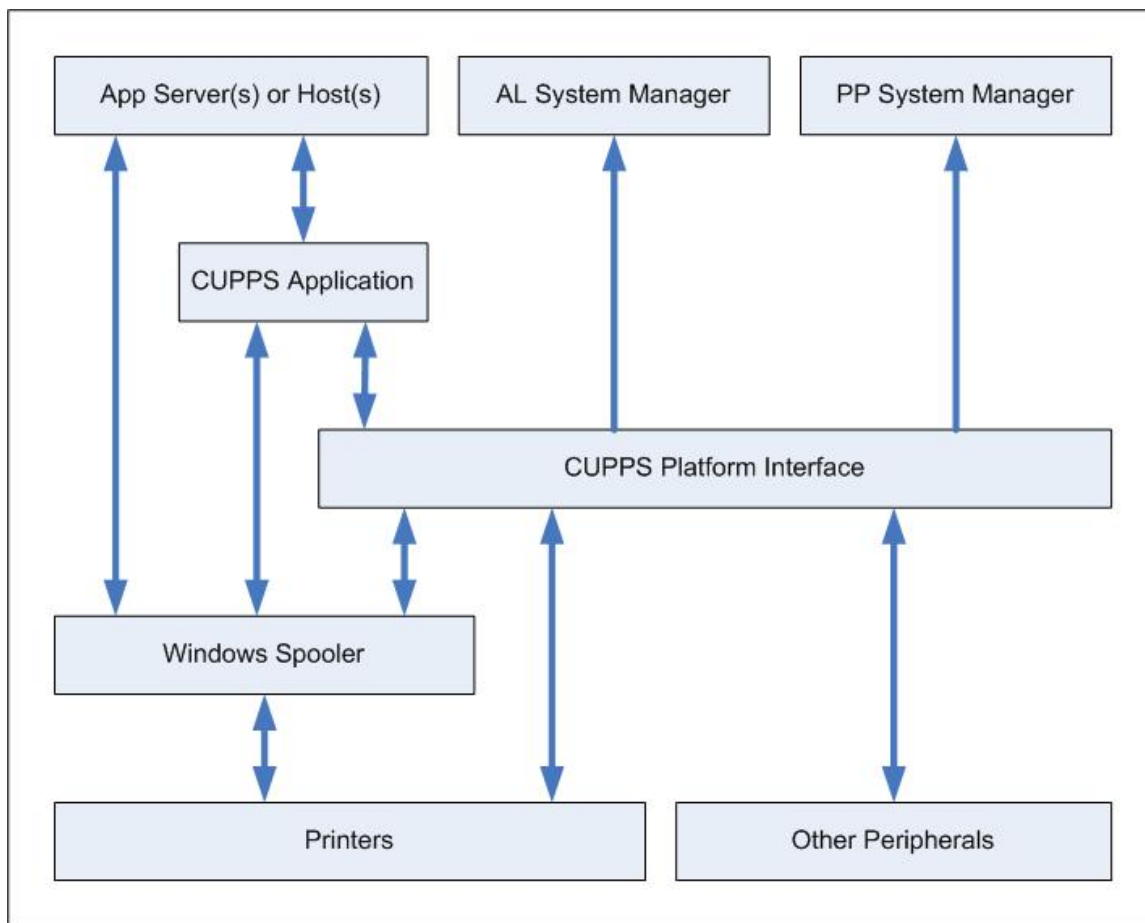 App Server(s) or Host(s)
AL System Manager
PP System Manager
CUPPS Application
CUPPS Platform Interface
Windows Spooler
Printers
Other Peripherals